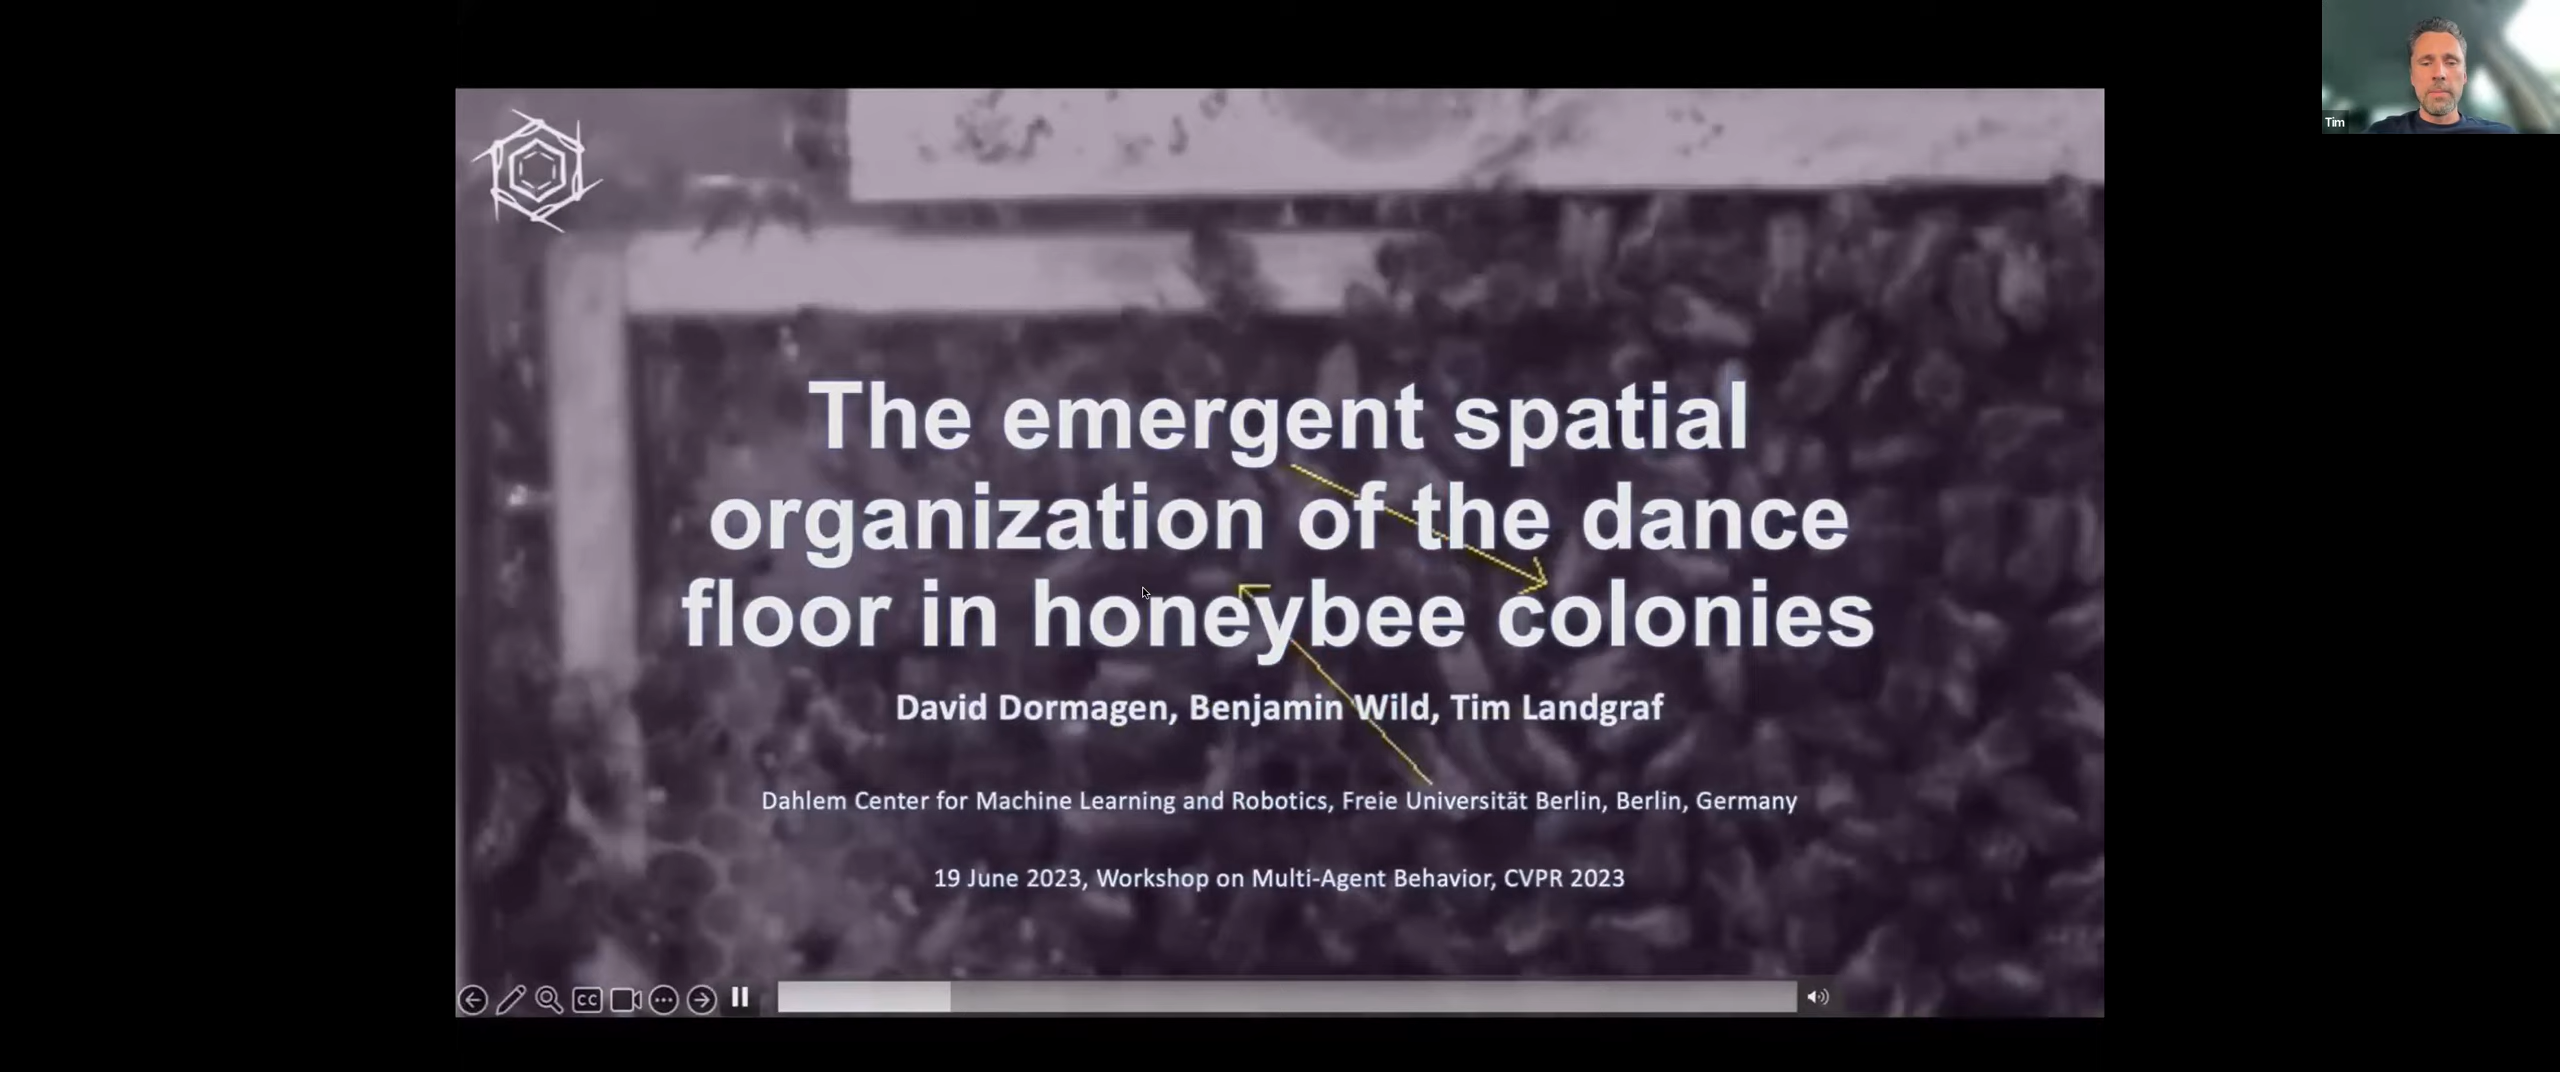 Tim
The emergent spatial
organization of the dance
floor in honeybee colonies
David Dormagen, Benjamin Wild, Tim Landgraf
Dahlem Center for Machine Learning and Robotics, Freie Universität Berlin, Berlin, Germany
19 June 2023, Workshop on Multi-Agent Behavior, CVPR 2023
CC